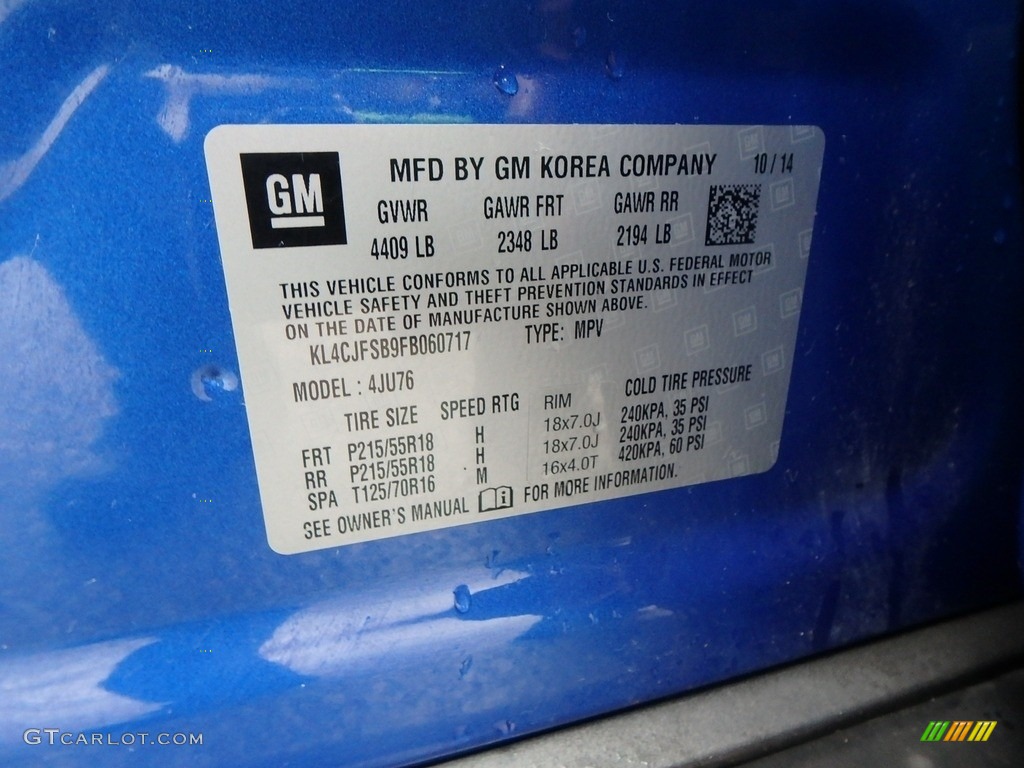 GM
MFD BY GM KOREA COMPANY 10 / 14
GVWR GAWR FRT GAWR RR
4409 LB 2348 LB 2194 LB
THIS VEHICLE CONFORMS TO ALL APPLICABLE U.S. FEDERAL MOTOR
VEHICLE SAFETY AND THEFT PREVENTION STANDARDS IN EFFECT
ON THE DATE OF MANUFACTURE SHOWN ABOVE.
KL4CJFSB9FB060717 TYPE: MPV
MODEL : 4JU76
TIRE SIZE SPEED RTG RIM COLD TIRE PRESSURE
FRT P215/55R18 H 18x7.0J 240KPA, 35 PSI
RR P215/55R18 H 18x7.0J 240KPA, 35 PSI
SPA T125/70R16 M 16x4.0T 420KPA, 60 PSI
SEE OWNER'S MANUAL FOR MORE INFORMATION.
GTCARLOT.COM